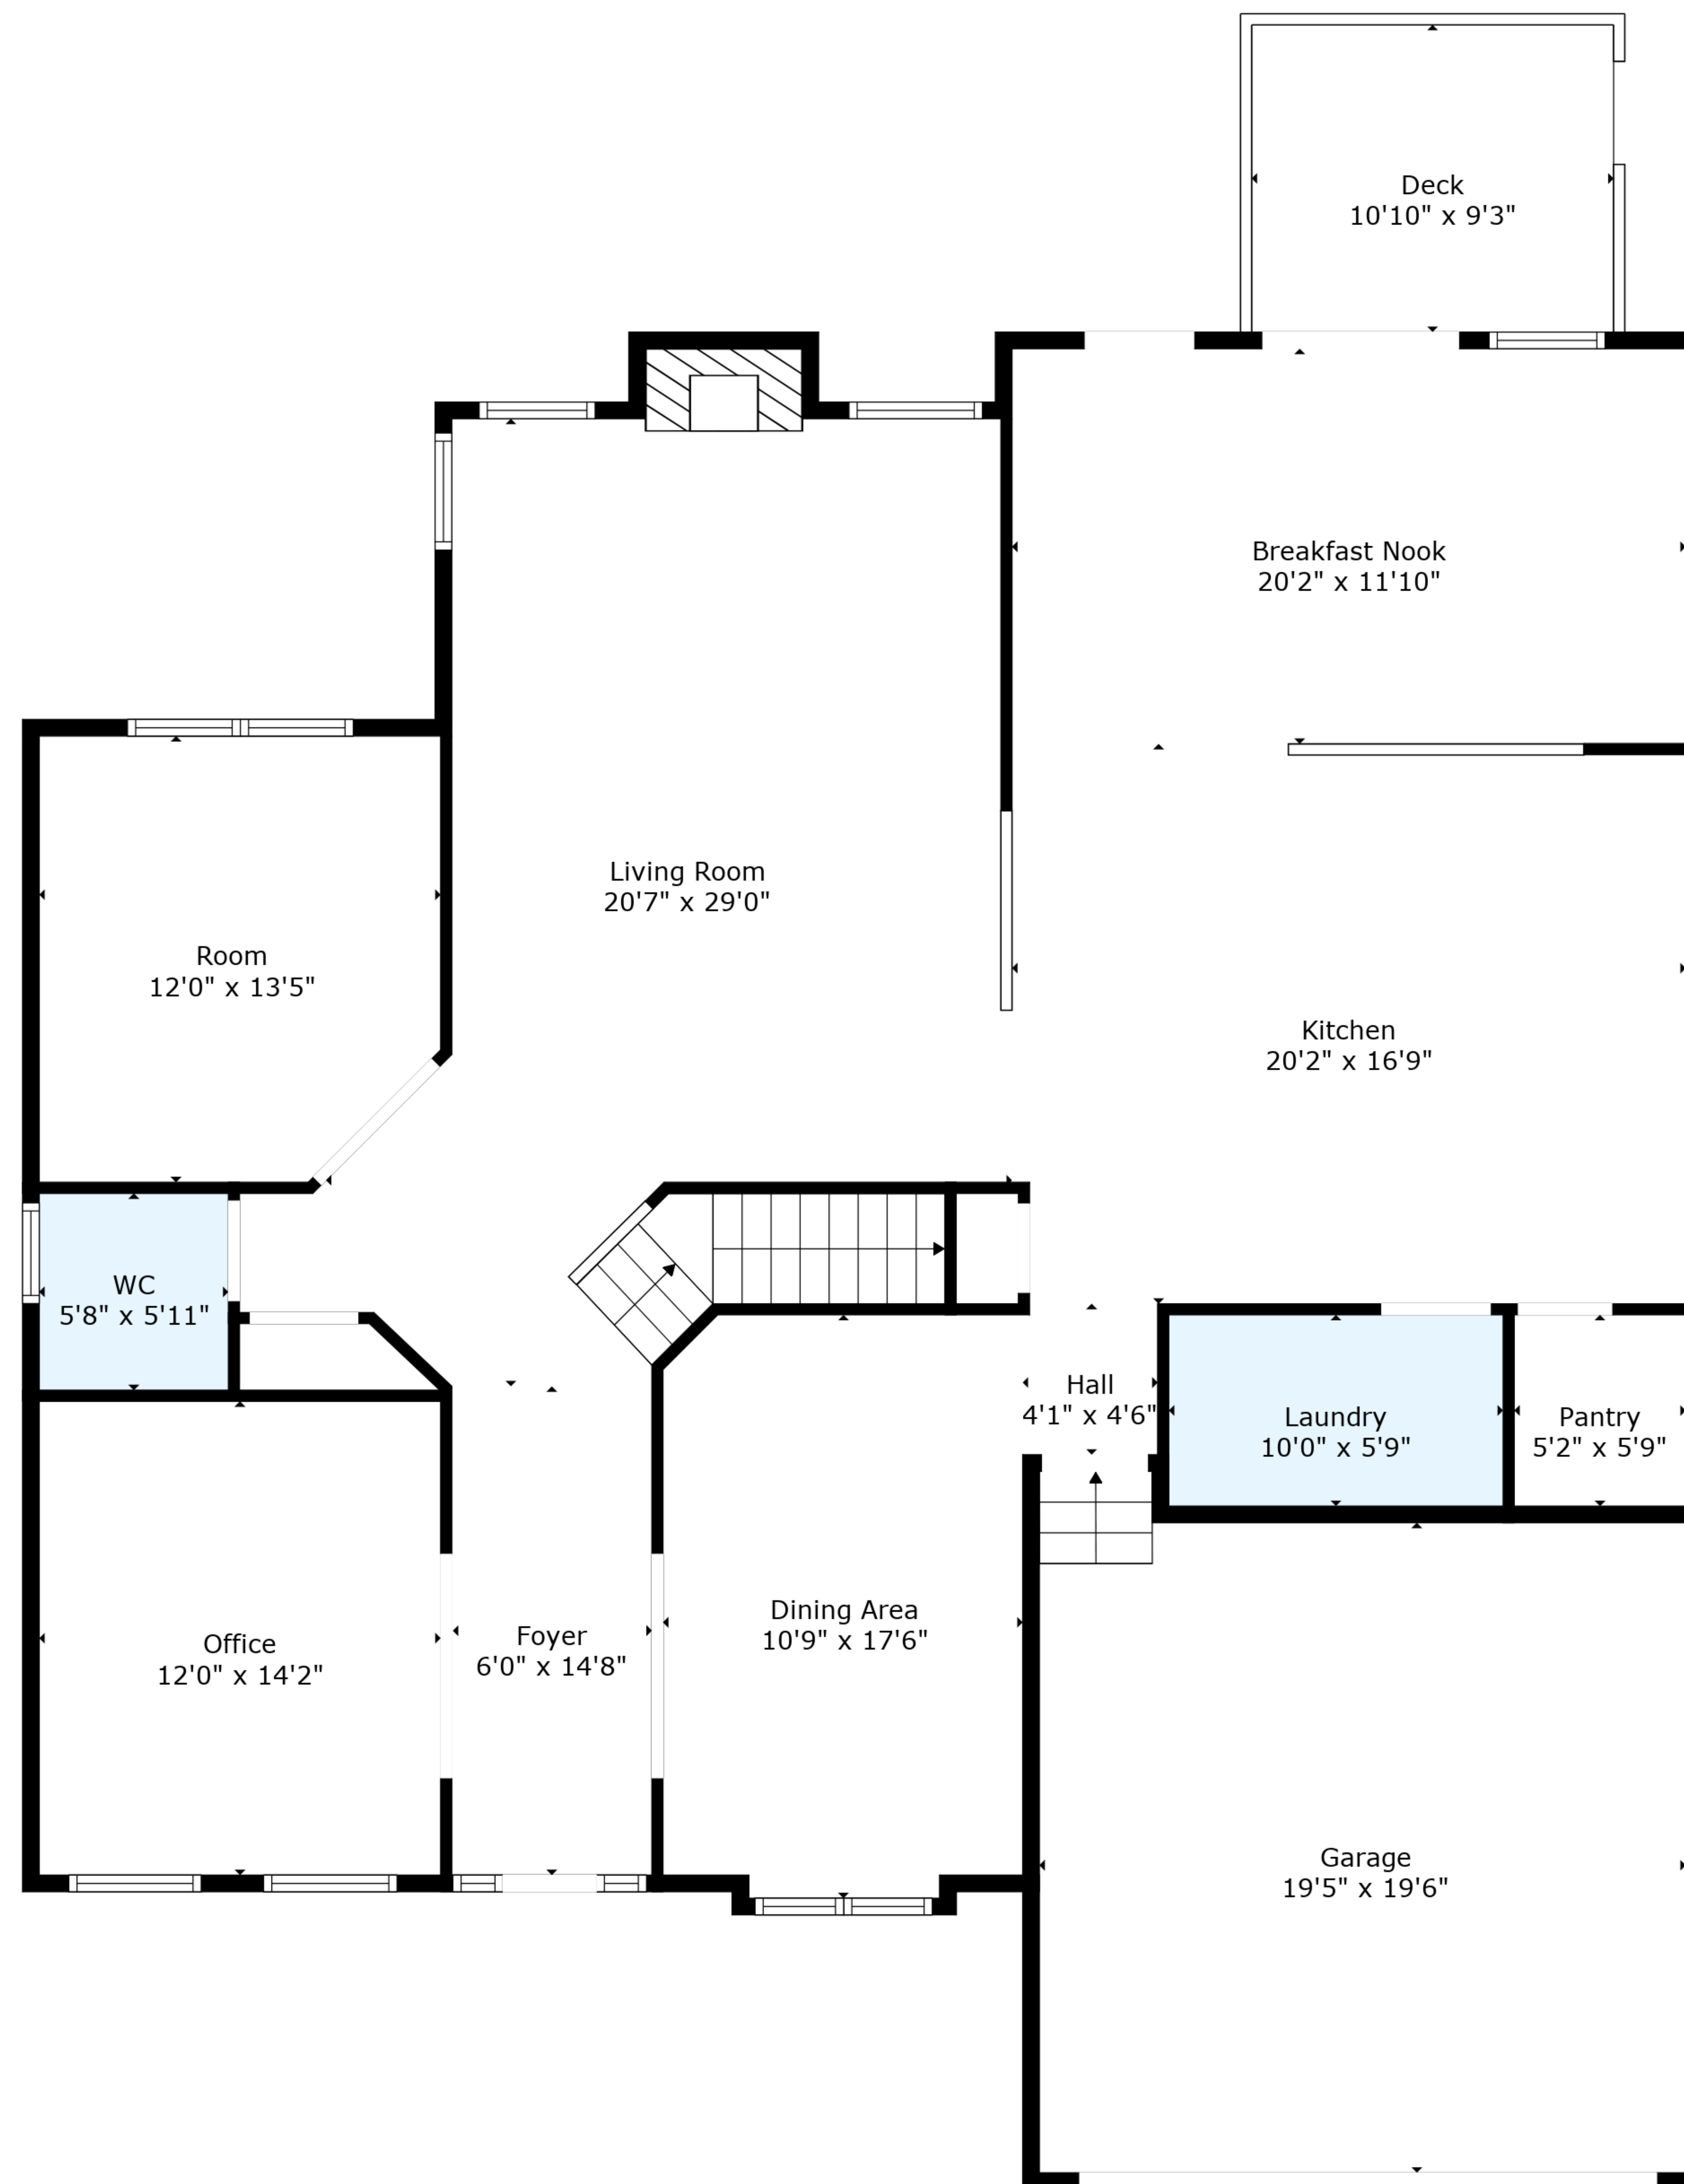 Deck
10'10" x 9'3"
Breakfast Nook
20'2" x 11'10"
Living Room
20'7" x 29'0"
Room
12'0" x 13'5"
Kitchen
20'2" x 16'9"
WC
5'8" x 5'11"
Hall
4'1" x 4'6"
Laundry
10'0" x 5'9"
Pantry
5'2" x 5'9"
Office
12'0" x 14'2"
Foyer
6'0" x 14'8"
Dining Area
10'9" x 17'6"
Garage
19'5" x 19'6"